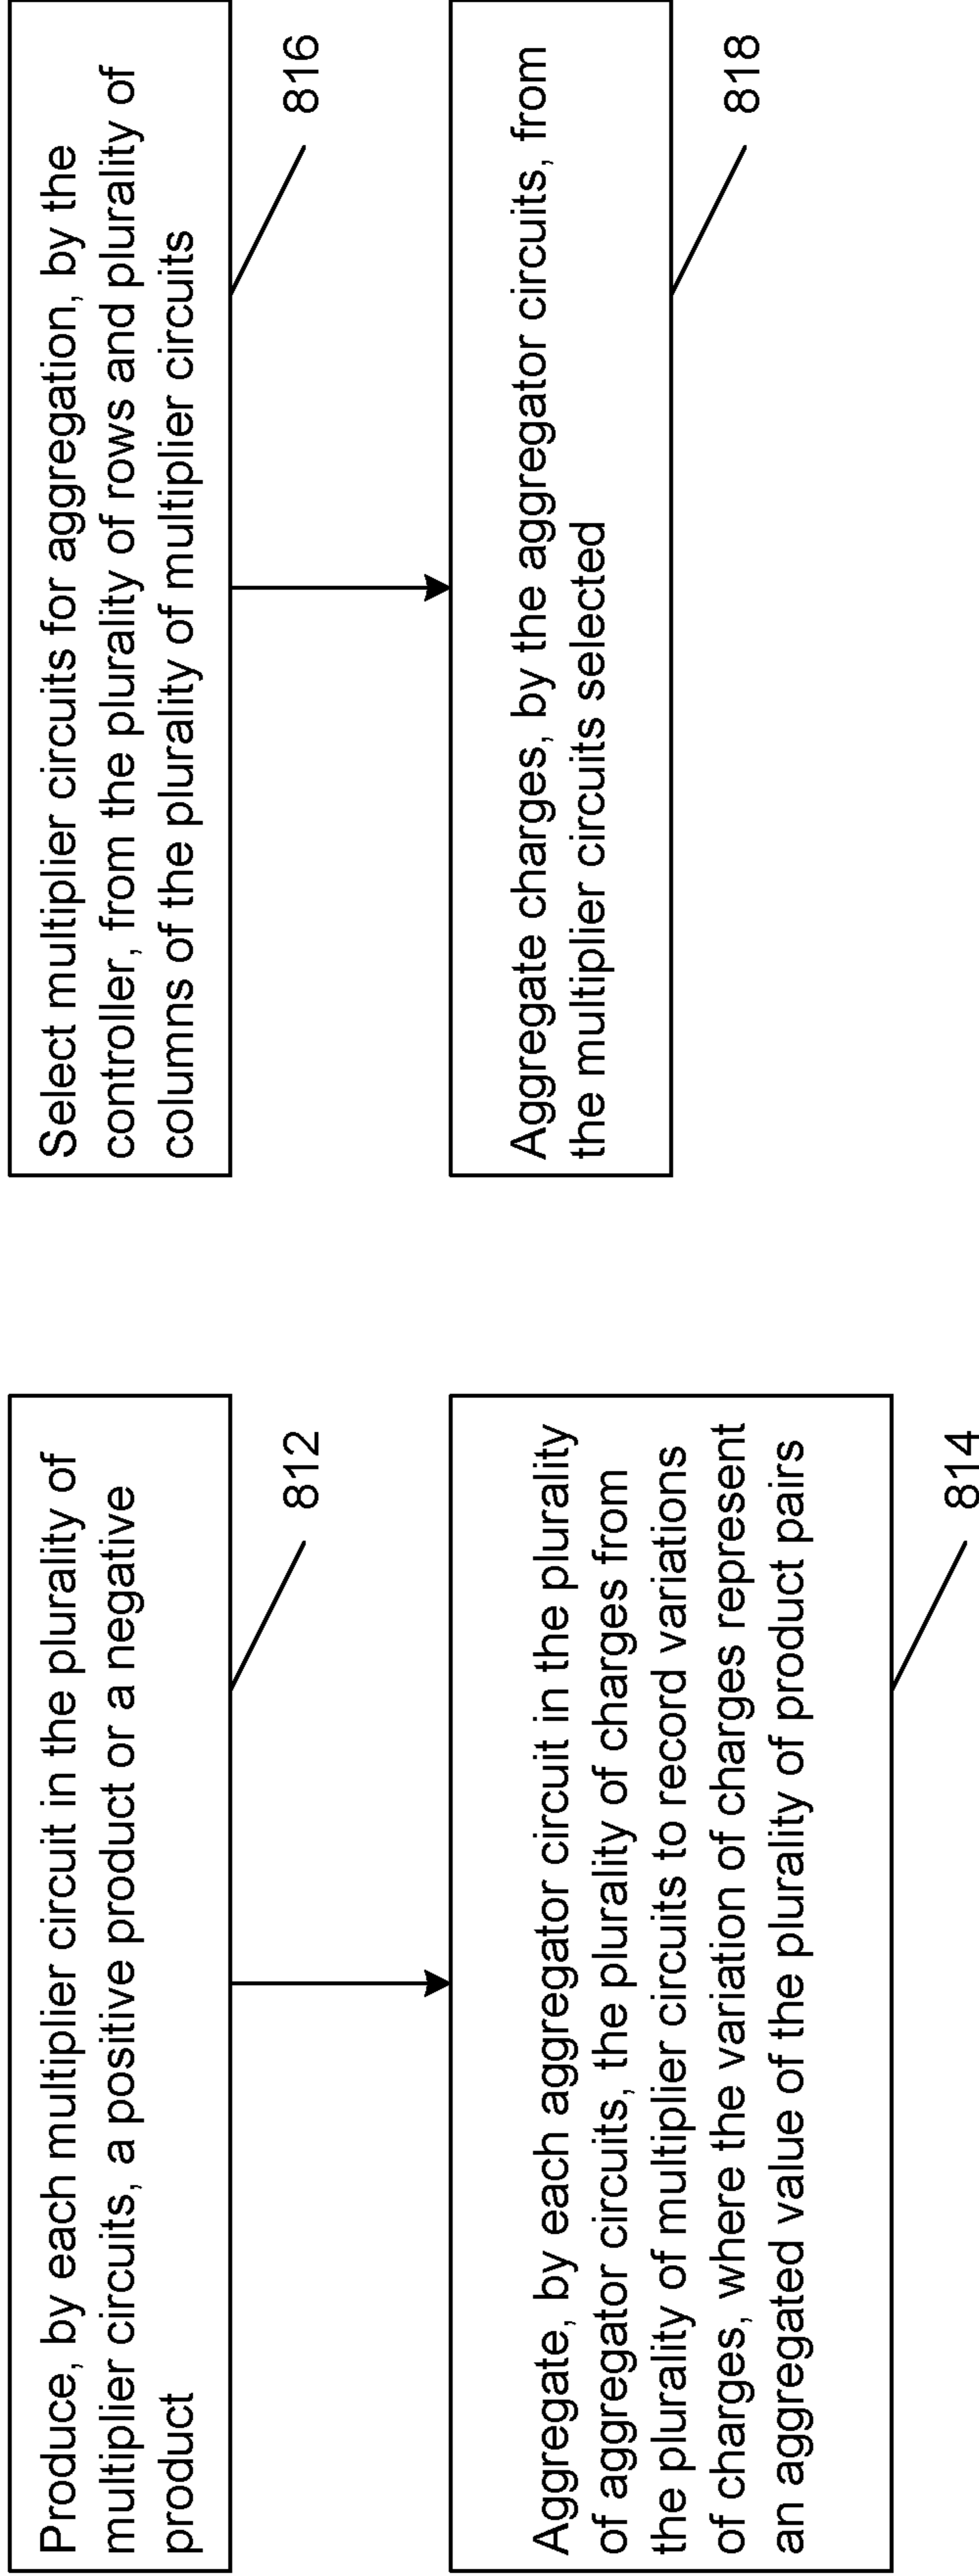 Produce, by each multiplier circuit in the plurality of
multiplier circuits, a positive product or a negative
product
812
Aggregate, by each aggregator circuit in the plurality
of aggregator circuits, the plurality of charges from
the plurality of multiplier circuits to record variations
of charges, where the variation of charges represent
an aggregated value of the plurality of product pairs
814
Select multiplier circuits for aggregation, by the
controller, from the plurality of rows and plurality of
columns of the plurality of multiplier circuits
816
Aggregate charges, by the aggregator circuits, from
the multiplier circuits selected
818